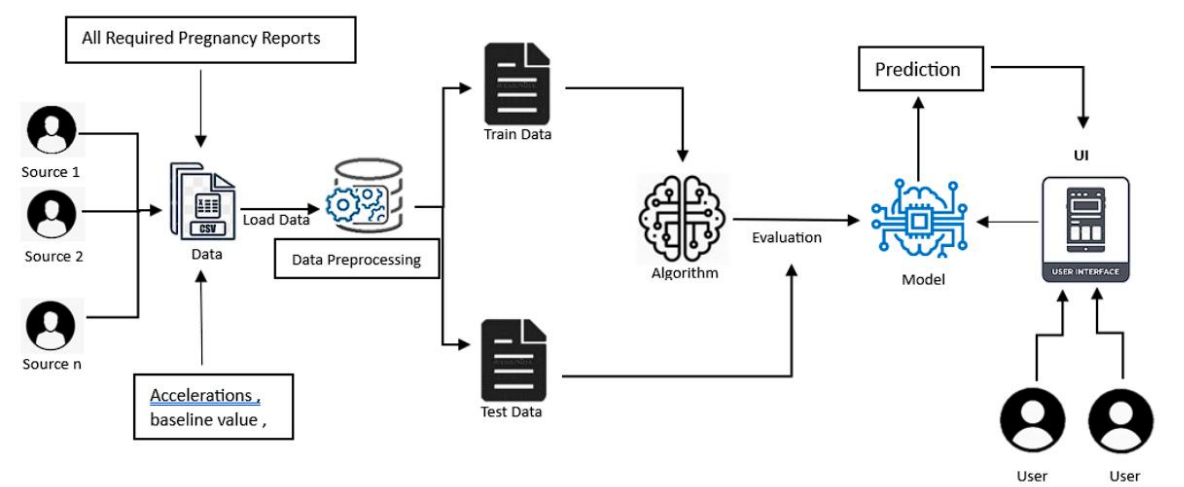 All Required Pregnancy Reports
Source 1
Source 2
Source n
CSV
Data
Accelerations ,
baseline value ,
Load Data
Data Preprocessing
Train Data
Test Data
Algorithm
Evaluation
Prediction
Model
UI
USER INTERFACE
User
User